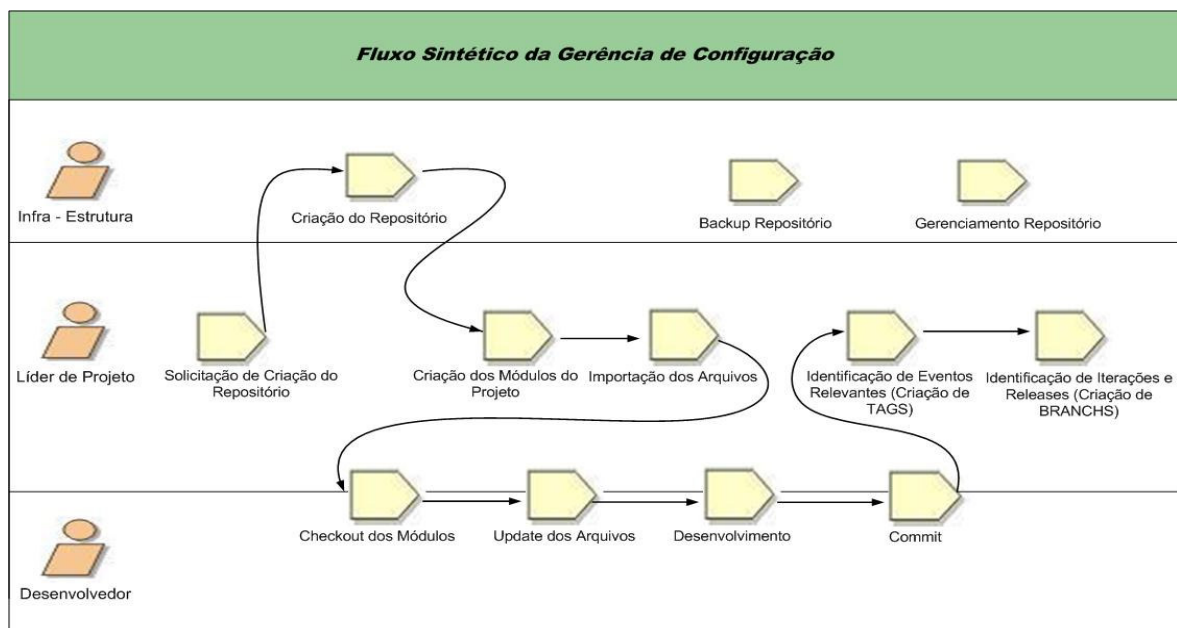 Fluxo Sintético da Gerência de Configuração
Infra - Estrutura
Criação do Repositório
Backup Repositório
Gerenciamento Repositório
Líder de Projeto
Solicitação de Criação do
Repositório
Criação dos Módulos do
Projeto
Importação dos Arquivos
Identificação de Eventos
Relevantes (Criação de
TAGS)
Identificação de Iterações e
Releases (Criação de
BRANCHS)
Desenvolvedor
Checkout dos Módulos
Update dos Arquivos
Desenvolvimento
Commit